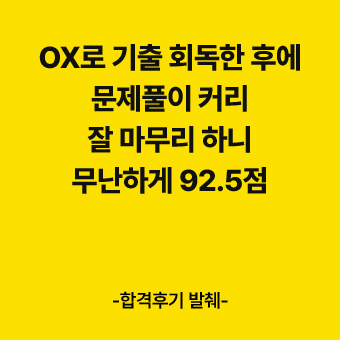 OX로 기출 회독한 후에
문제풀이 커리
잘 마무리 하니
무난하게 92.5점
-합격후기 발췌-